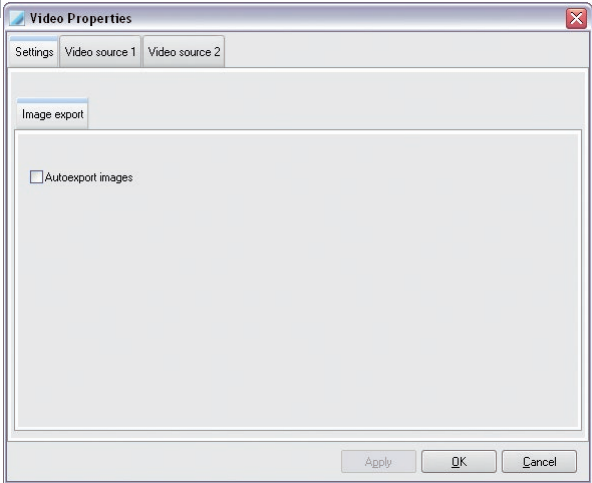 Video Properties
Settings Video source 1 Video source 2
Image export
Autoexport images
Apply OK Cancel